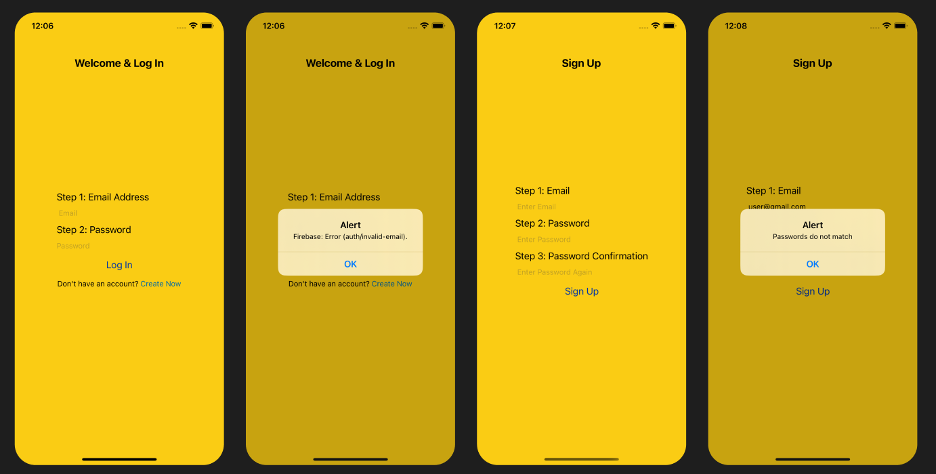 12:06
Welcome & Log In
Step 1: Email Address
Email
Step 2: Password
Password
Log In
Don't have an account? Create Now
12:06
Welcome & Log In
Step 1: Email Address
Alert
Firebase: Error (auth/invalid-email).
OK
Don't have an account? Create Now
12:07
Sign Up
Step 1: Email
Enter Email
Step 2: Password
Enter Password
Step 3: Password Confirmation
Enter Password Again
Sign Up
12:08
Sign Up
Step 1: Email
user@gmail.com
Alert
Passwords do not match
OK
Sign Up